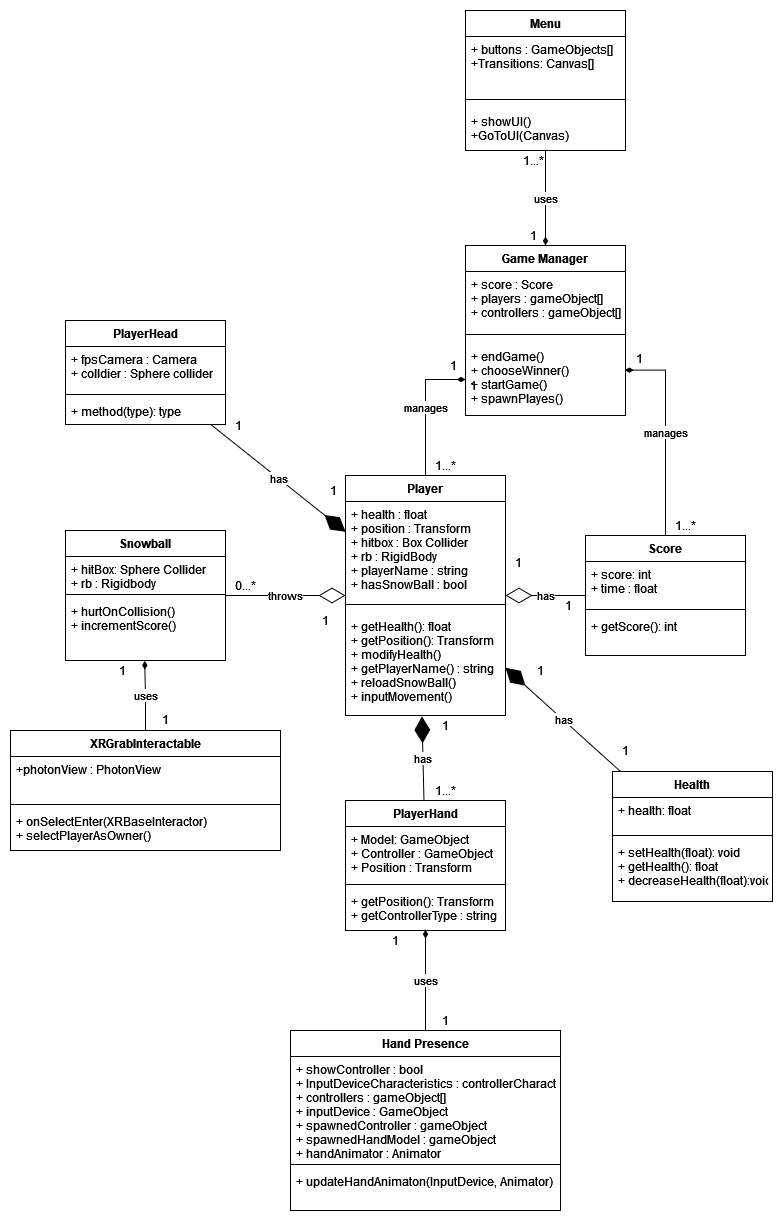 Menu
+ buttons : GameObjects[]
+Transitions: Canvas[]
+ showUI()
+GoToUI(Canvas)
1...*
uses
1
Game Manager
+ score : Score
+ players : gameObject[]
+ controllers : gameObject[]
+ endGame()
+ chooseWinner()
+ startGame()
+ spawnPlayes()
1
manages
1...*
1
manages
1...*
PlayerHead
+ fpsCamera : Camera
+ colldier : Sphere collider
+ method(type): type
1
has
1
Player
+ health : float
+ position : Transform
+ hitbox : Box Collider
+ rb : RigidBody
+ playerName : string
+ hasSnowBall : bool
+ getHealth(): float
+ getPosition(): Transform
+ modifyHealth()
+ getPlayerName() : string
+ reloadSnowBall()
+ inputMovement()
Snowball
+ hitBox: Sphere Collider
+ rb : Rigidbody
+ hurtOnCollision()
+ incrementScore()
0...*
throws
1
1
has
1
Score
+ score: int
+ time : float
+ getScore(): int
1
uses
1
XRGrabInteractable
+photonView : PhotonView
+ onSelectEnter(XRBaseInteractor)
+ selectPlayerAsOwner()
1
has
1...*
1
has
1
Health
+ health: float
+ setHealth(float): void
+ getHealth(): float
+ decreaseHealth(float):void
PlayerHand
+ Model: GameObject
+ Controller : GameObject
+ Position : Transform
+ getPosition(): Transform
+ getControllerType : string
1
uses
1
Hand Presence
+ showController : bool
+ InputDeviceCharacteristics : controllerCharact
+ controllers : gameObject[]
+ inputDevice : GameObject
+ spawnedController : gameObject
+ spawnedHandModel : gameObject
+ handAnimator : Animator
+ updateHandAnimaton(InputDevice, Animator)